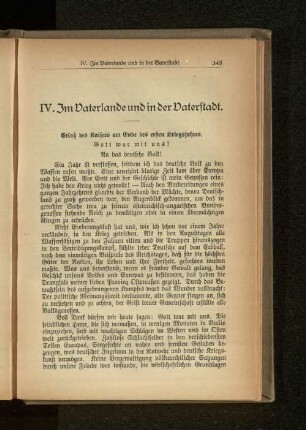 IV. Im Vaterlande und in der Vaterstadt. 343
IV. Im Vaterlande und in der Vaterstadt.
Erlaß des Kaisers am Ende des ersten Kriegsjahres.
Gott war mit uns!
An das deutsche Volk!
Ein Jahr ist verflossen, seitdem ich das deutsche Volk zu den
Waffen rufen mußte. Eine unerhört blutige Zeit kam über Europa
und die Welt. Vor Gott und der Geschichte ist mein Gewissen rein:
Ich habe den Krieg nicht gewollt! — Nach den Vorbereitungen eines
ganzen Jahrzehntes glaubte der Verband der Mächte, denen Deutsch-
land zu groß geworden war, den Augenblick gekommen, um das in
gerechter Sache treu zu seinem österreichisch-ungarischen Bundes-
genossen stehende Reich zu demütigen oder in einem übermächtigen
Ringe zu erdrücken.
Nicht Eroberungslust hat uns, wie ich schon vor einem Jahre
verkündete, in den Krieg getrieben. Als in den Augusttagen alle
Waffenfähigen zu den Fahnen eilten und die Truppen hinauszogen
in den Verteidigungskampf, fühlte jeder Deutsche auf dem Erdball,
nach dem einmütigen Beispiele des Reichstages, daß für die höchsten
Güter der Nation, ihr Leben und ihre Freiheit, gefochten werden
mußte. Was uns bevorstand, wenn es fremder Gewalt gelang, das
Geschick unseres Volkes und Europas zu bestimmen, das haben die
Drangsale meiner lieben Provinz Ostpreußen gezeigt. Durch das Be-
wußtsein des aufgedrungenen Kampfes ward das Wunder vollbracht:
Der politische Meinungsstreit verstummte, alte Gegner fingen an, sich
zu verstehen und zu achten, der Geist treuer Gemeinschaft erfüllte alle
Volksgenossen.
Voll Dank dürfen wir heute sagen: Gott war mit uns. Die
feindlichen Heere, die sich vermaßen, in wenigen Monaten in Berlin
einzuziehen, sind mit wuchtigen Schlägen im Westen und im Osten
weit zurückgetrieben. Zahllose Schlachtfelder in den verschiedensten
Teilen Europas, Seegefechte an nahen und fernsten Gestaden bezeu-
gen, was deutscher Ingrimm in der Notwehr und deutsche Kriegs-
kunst vermögen. Keine Vergewaltigung völkerrechtlicher Satzungen
durch unsere Feinde war imstande, die wirtschaftlichen Grundlagen